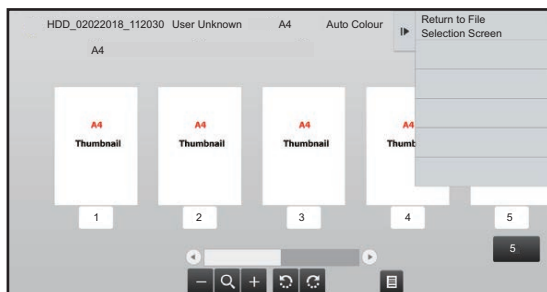 HDD_02022018_112030 User Unknown A4 Auto Colour
Return to File
Selection Screen
A4
A4 A4 A4 A4
Thumbnail Thumbnail Thumbnail Thumb
1 2 3 4 5
5